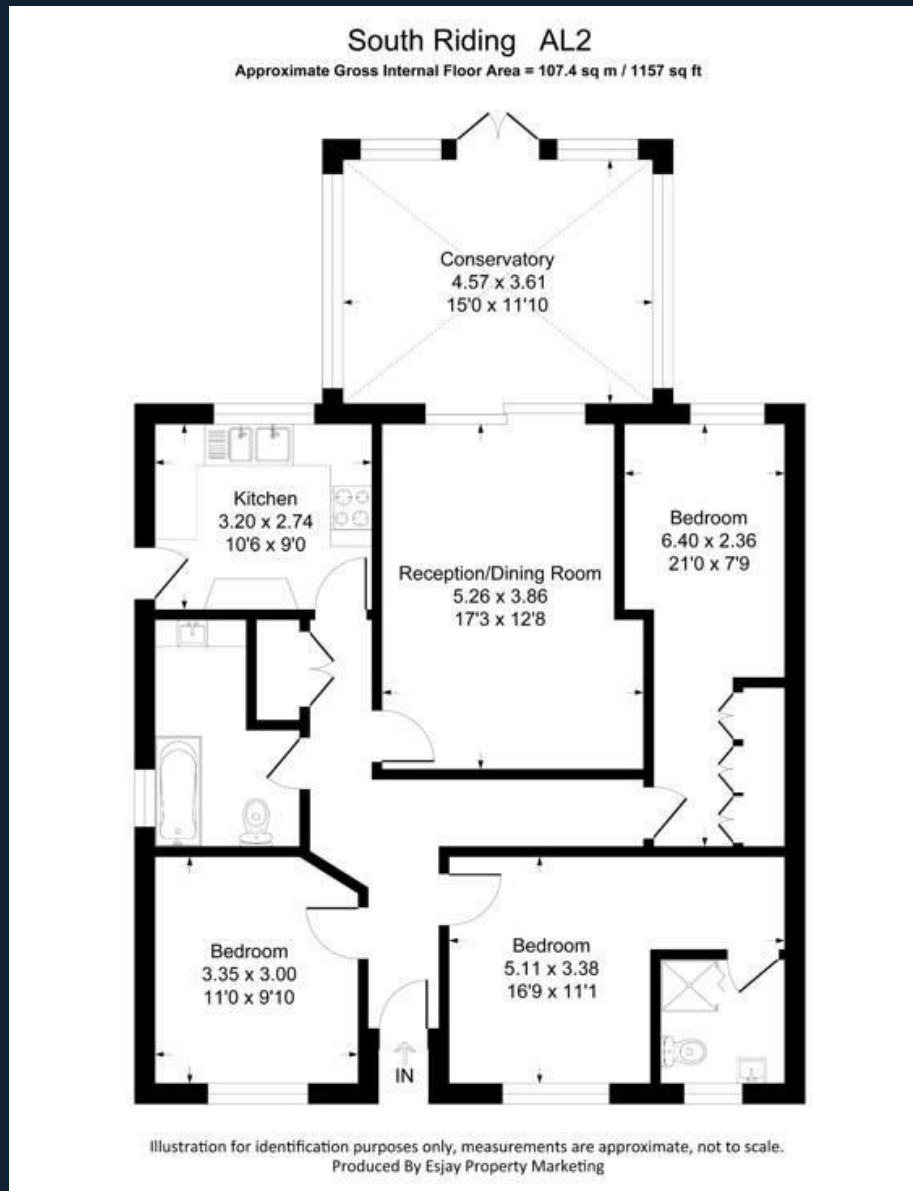 South Riding AL2
Approximate Gross Internal Floor Area = 107.4 sq m / 1157 sq ft
Conservatory
4.57 x 3.61
15'0 x 11'10
Kitchen
3.20 x 2.74
10'6 x 9'0
Reception/Dining Room
5.26 x 3.86
17'3 x 12'8
Bedroom
6.40 x 2.36
21'0 x 7'9
Bedroom
3.35 x 3.00
11'0 x 9'10
Bedroom
5.11 x 3.38
16'9 x 11'1
IN
Illustration for identification purposes only, measurements are approximate, not to scale.
Produced By Esjay Property Marketing